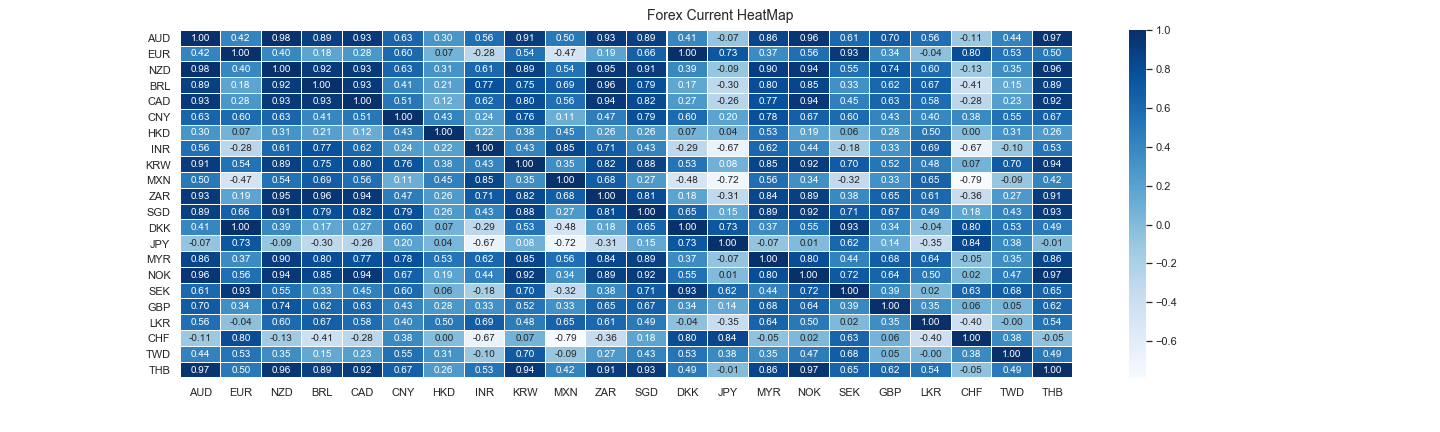 Forex Current HeatMap
AUD 1.00 0.42 0.98 0.89 0.93 0.63 0.30 0.56 0.91 0.50 0.93 0.89 0.41 -0.07 0.86 0.96 0.61 0.70 0.56 -0.11 0.44 0.97
EUR 0.42 1.00 0.40 0.18 0.28 0.60 0.07 -0.28 0.54 -0.47 0.19 0.66 1.00 0.73 0.37 0.56 0.93 0.34 -0.04 0.80 0.53 0.50
NZD 0.98 0.40 1.00 0.92 0.93 0.63 0.31 0.61 0.89 0.54 0.95 0.91 0.39 -0.09 0.90 0.94 0.55 0.74 0.60 -0.13 0.35 0.96
BRL 0.89 0.18 0.92 1.00 0.93 0.41 0.21 0.77 0.75 0.69 0.96 0.79 0.17 -0.30 0.80 0.85 0.33 0.62 0.67 -0.41 0.15 0.89
CAD 0.93 0.28 0.93 0.93 1.00 0.51 0.12 0.62 0.80 0.56 0.94 0.82 0.27 -0.26 0.77 0.94 0.45 0.63 0.58 -0.28 0.23 0.92
CNY 0.63 0.60 0.63 0.41 0.51 1.00 0.43 0.24 0.76 0.11 0.47 0.79 0.60 0.20 0.78 0.67 0.60 0.43 0.40 0.38 0.55 0.67
HKD 0.30 0.07 0.31 0.21 0.12 0.43 1.00 0.22 0.38 0.45 0.26 0.26 0.07 0.04 0.53 0.19 0.06 0.28 0.50 0.00 0.31 0.26
INR 0.56 -0.28 0.61 0.77 0.62 0.24 0.22 1.00 0.43 0.85 0.71 0.43 -0.29 -0.67 0.62 0.44 -0.18 0.33 0.69 -0.67 -0.10 0.53
KRW 0.91 0.54 0.89 0.75 0.80 0.76 0.38 0.43 1.00 0.35 0.82 0.88 0.53 0.08 0.85 0.92 0.70 0.52 0.48 0.07 0.70 0.94
MXN 0.50 -0.47 0.54 0.69 0.56 0.11 0.45 0.85 0.35 1.00 0.68 0.27 -0.48 -0.72 0.56 0.34 -0.32 0.33 0.65 -0.79 -0.09 0.42
ZAR 0.93 0.19 0.95 0.96 0.94 0.47 0.26 0.71 0.82 0.68 1.00 0.81 0.18 -0.31 0.84 0.89 0.38 0.65 0.61 -0.36 0.27 0.91
SGD 0.89 0.66 0.91 0.79 0.82 0.79 0.26 0.43 0.88 0.27 0.81 1.00 0.65 0.15 0.89 0.92 0.71 0.67 0.49 0.18 0.43 0.93
DKK 0.41 1.00 0.39 0.17 0.27 0.60 0.07 -0.29 0.53 -0.48 0.18 0.65 1.00 0.73 0.37 0.55 0.93 0.34 -0.04 0.80 0.53 0.49
JPY -0.07 0.73 -0.09 -0.30 -0.26 0.20 0.04 -0.67 0.08 -0.72 -0.31 0.15 0.73 1.00 -0.07 0.01 0.62 0.14 -0.35 0.84 0.38 -0.01
MYR 0.86 0.37 0.90 0.80 0.77 0.78 0.53 0.62 0.85 0.56 0.84 0.89 0.37 -0.07 1.00 0.80 0.44 0.68 0.64 -0.05 0.35 0.86
NOK 0.96 0.56 0.94 0.85 0.94 0.67 0.19 0.44 0.92 0.34 0.89 0.92 0.55 0.01 0.80 1.00 0.72 0.64 0.50 0.02 0.47 0.97
SEK 0.61 0.93 0.55 0.33 0.45 0.60 0.06 -0.18 0.70 -0.32 0.38 0.71 0.93 0.62 0.44 0.72 1.00 0.39 0.02 0.63 0.68 0.65
GBP 0.70 0.34 0.74 0.62 0.63 0.43 0.28 0.33 0.52 0.33 0.65 0.67 0.34 0.14 0.68 0.64 0.39 1.00 0.35 0.06 0.05 0.62
LKR 0.56 -0.04 0.60 0.67 0.58 0.40 0.50 0.69 0.48 0.65 0.61 0.49 -0.04 -0.35 0.64 0.50 0.02 0.35 1.00 -0.40 -0.00 0.54
CHF -0.11 0.80 -0.13 -0.41 -0.28 0.38 0.00 -0.67 0.07 -0.79 -0.36 0.18 0.80 0.84 -0.05 0.02 0.63 0.06 -0.40 1.00 0.38 -0.05
TWD 0.44 0.53 0.35 0.15 0.23 0.55 0.31 -0.10 0.70 -0.09 0.27 0.43 0.53 0.38 0.35 0.47 0.68 0.05 -0.00 0.38 1.00 0.49
THB 0.97 0.50 0.96 0.89 0.92 0.67 0.26 0.53 0.94 0.42 0.91 0.93 0.49 -0.01 0.86 0.97 0.65 0.62 0.54 -0.05 0.49 1.00
AUD EUR NZD BRL CAD CNY HKD INR KRW MXN ZAR SGD DKK JPY MYR NOK SEK GBP LKR CHF TWD THB
1.0
0.8
0.6
0.4
0.2
0.0
−0.2
−0.4
−0.6